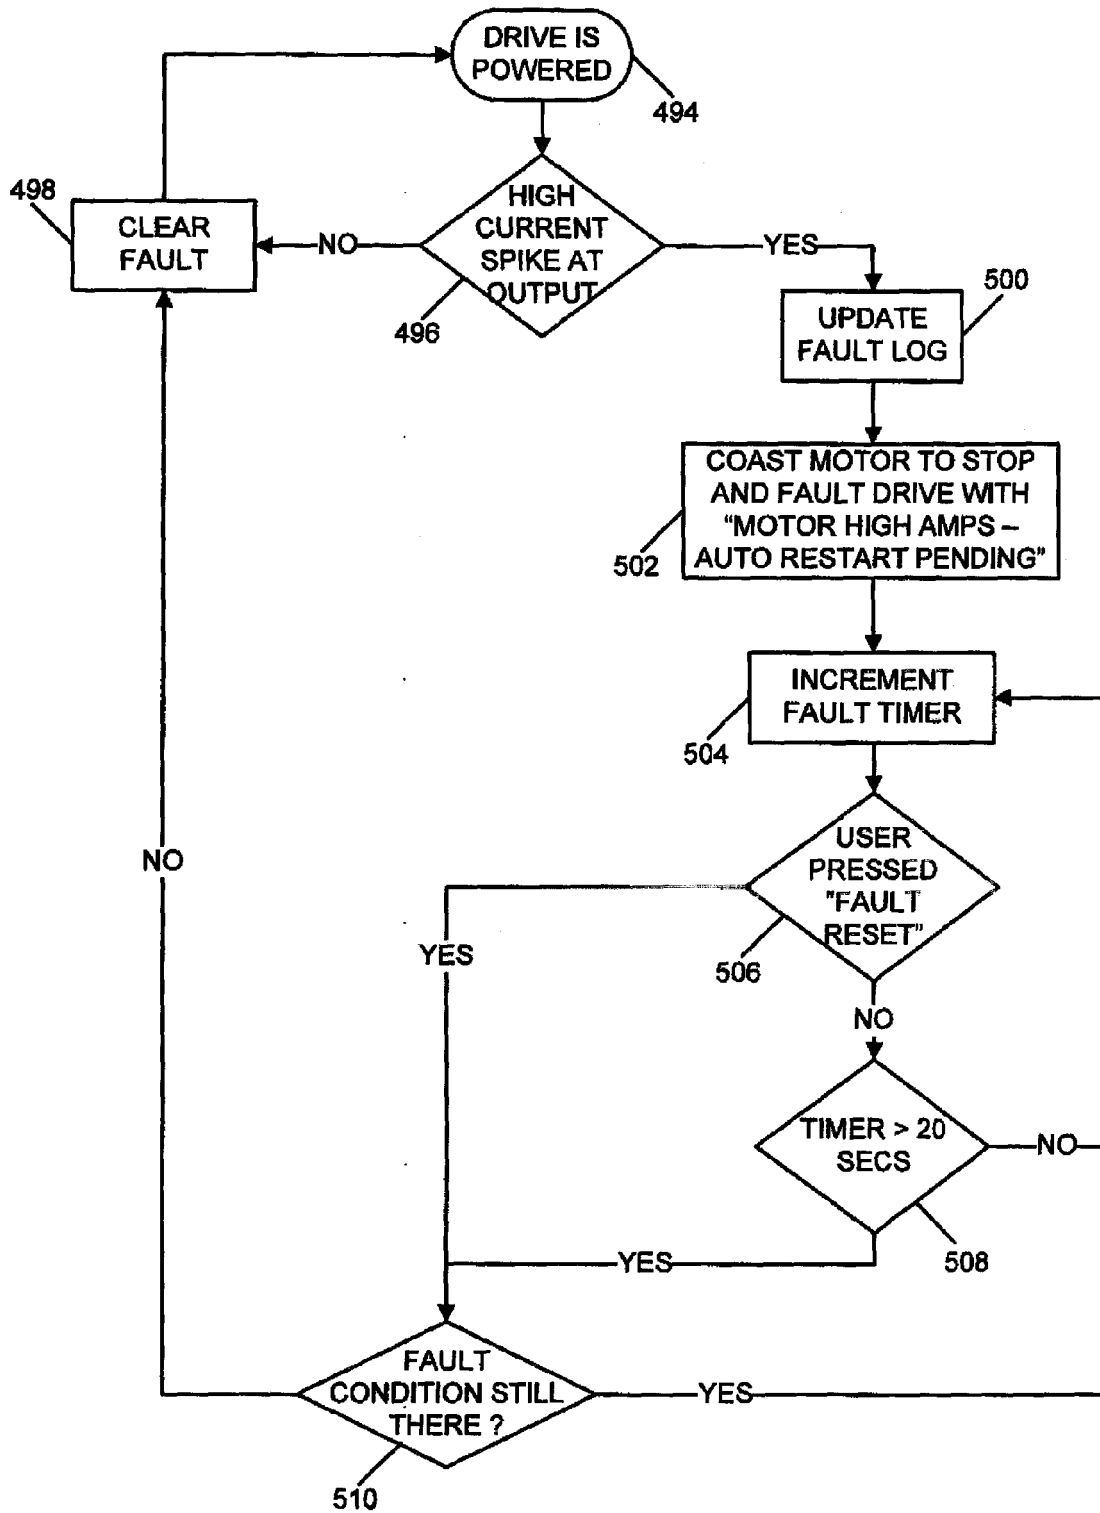 DRIVE IS
POWERED
494
498
CLEAR
FAULT
NO
HIGH
CURRENT
SPIKE AT
OUTPUT
496
YES
500
UPDATE
FAULT LOG
COAST MOTOR TO STOP
AND FAULT DRIVE WITH
“MOTOR HIGH AMPS –
AUTO RESTART PENDING”
502
INCREMENT
FAULT TIMER
504
USER
PRESSED
"FAULT
RESET”
506
NO
YES
NO
TIMER > 20
SECS
NO
508
YES
FAULT
CONDITION STILL
THERE ?
YES
510